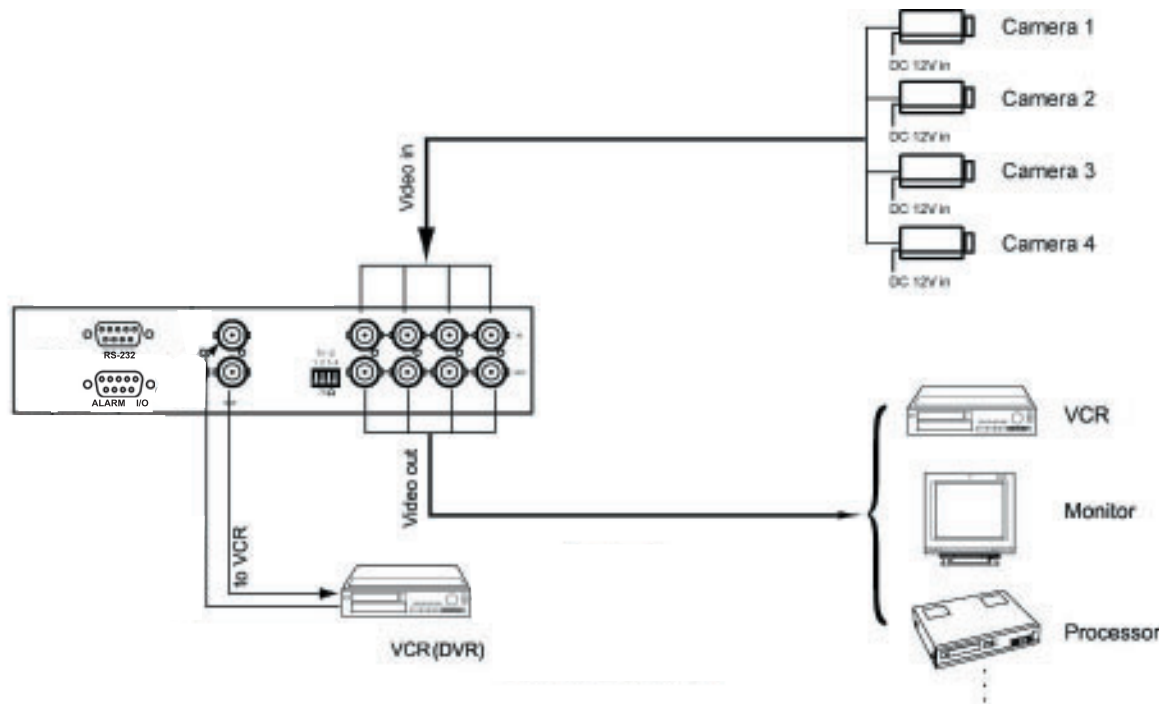 Camera 1
DC 12V in
Camera 2
DC 12V in
Camera 3
DC 12V in
Camera 4
DC 12V in
Video in
RS-232
ALARM I/O
Video out
to VCR
VCR (DVR)
VCR
Monitor
Processor